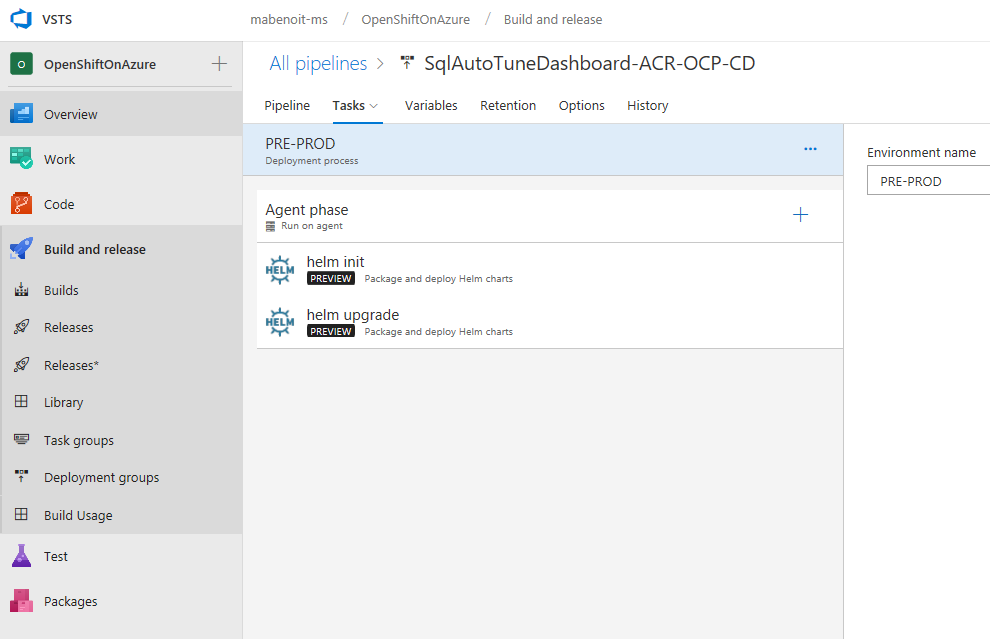 VSTS
mabenoit-ms / OpenShiftOnAzure / Build and release
O OpenShiftOnAzure
All pipelines > SqlAutoTuneDashboard-ACR-OCP-CD
Pipeline Tasks Variables Retention Options History
Overview
Work
Code
Build and release
Builds
Releases
Releases*
Library
Task groups
Deployment groups
Build Usage
Test
Packages
PRE-PROD
Deployment process
Agent phase
Run on agent
HELM
helm init
PREVIEW Package and deploy Helm charts
HELM
helm upgrade
PREVIEW Package and deploy Helm charts
Environment name
PRE-PROD